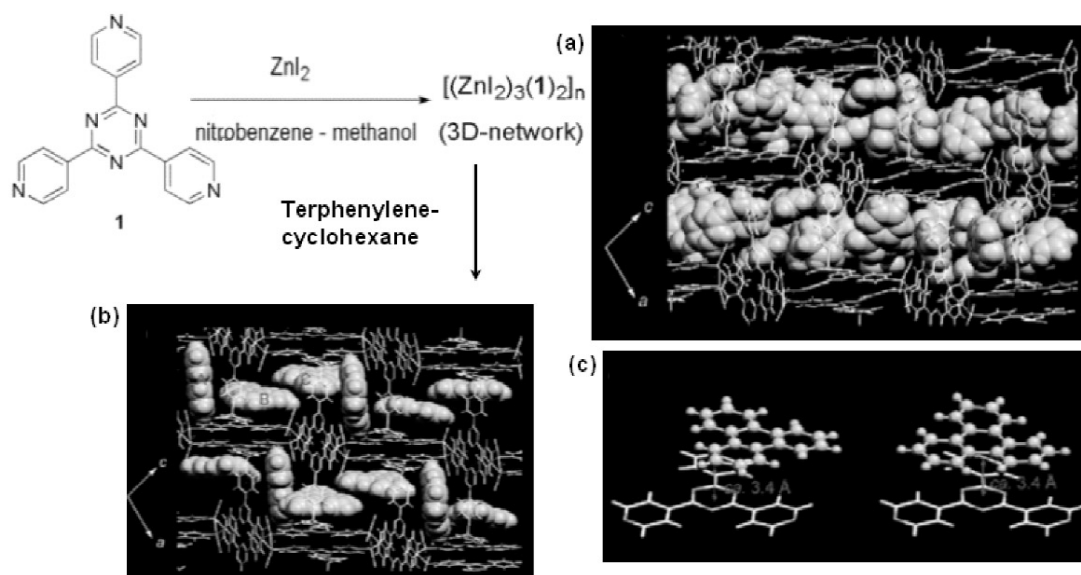 N
N N
N
N N
1
ZnI2
nitrobenzene - methanol
[(ZnI2)3(1)2]n
(3D-network)
Terphenylene-
cyclohexane
(a)
c
a
(b)
B
c
a
(c)
ca. 3.4 Å
ca. 3.4 Å